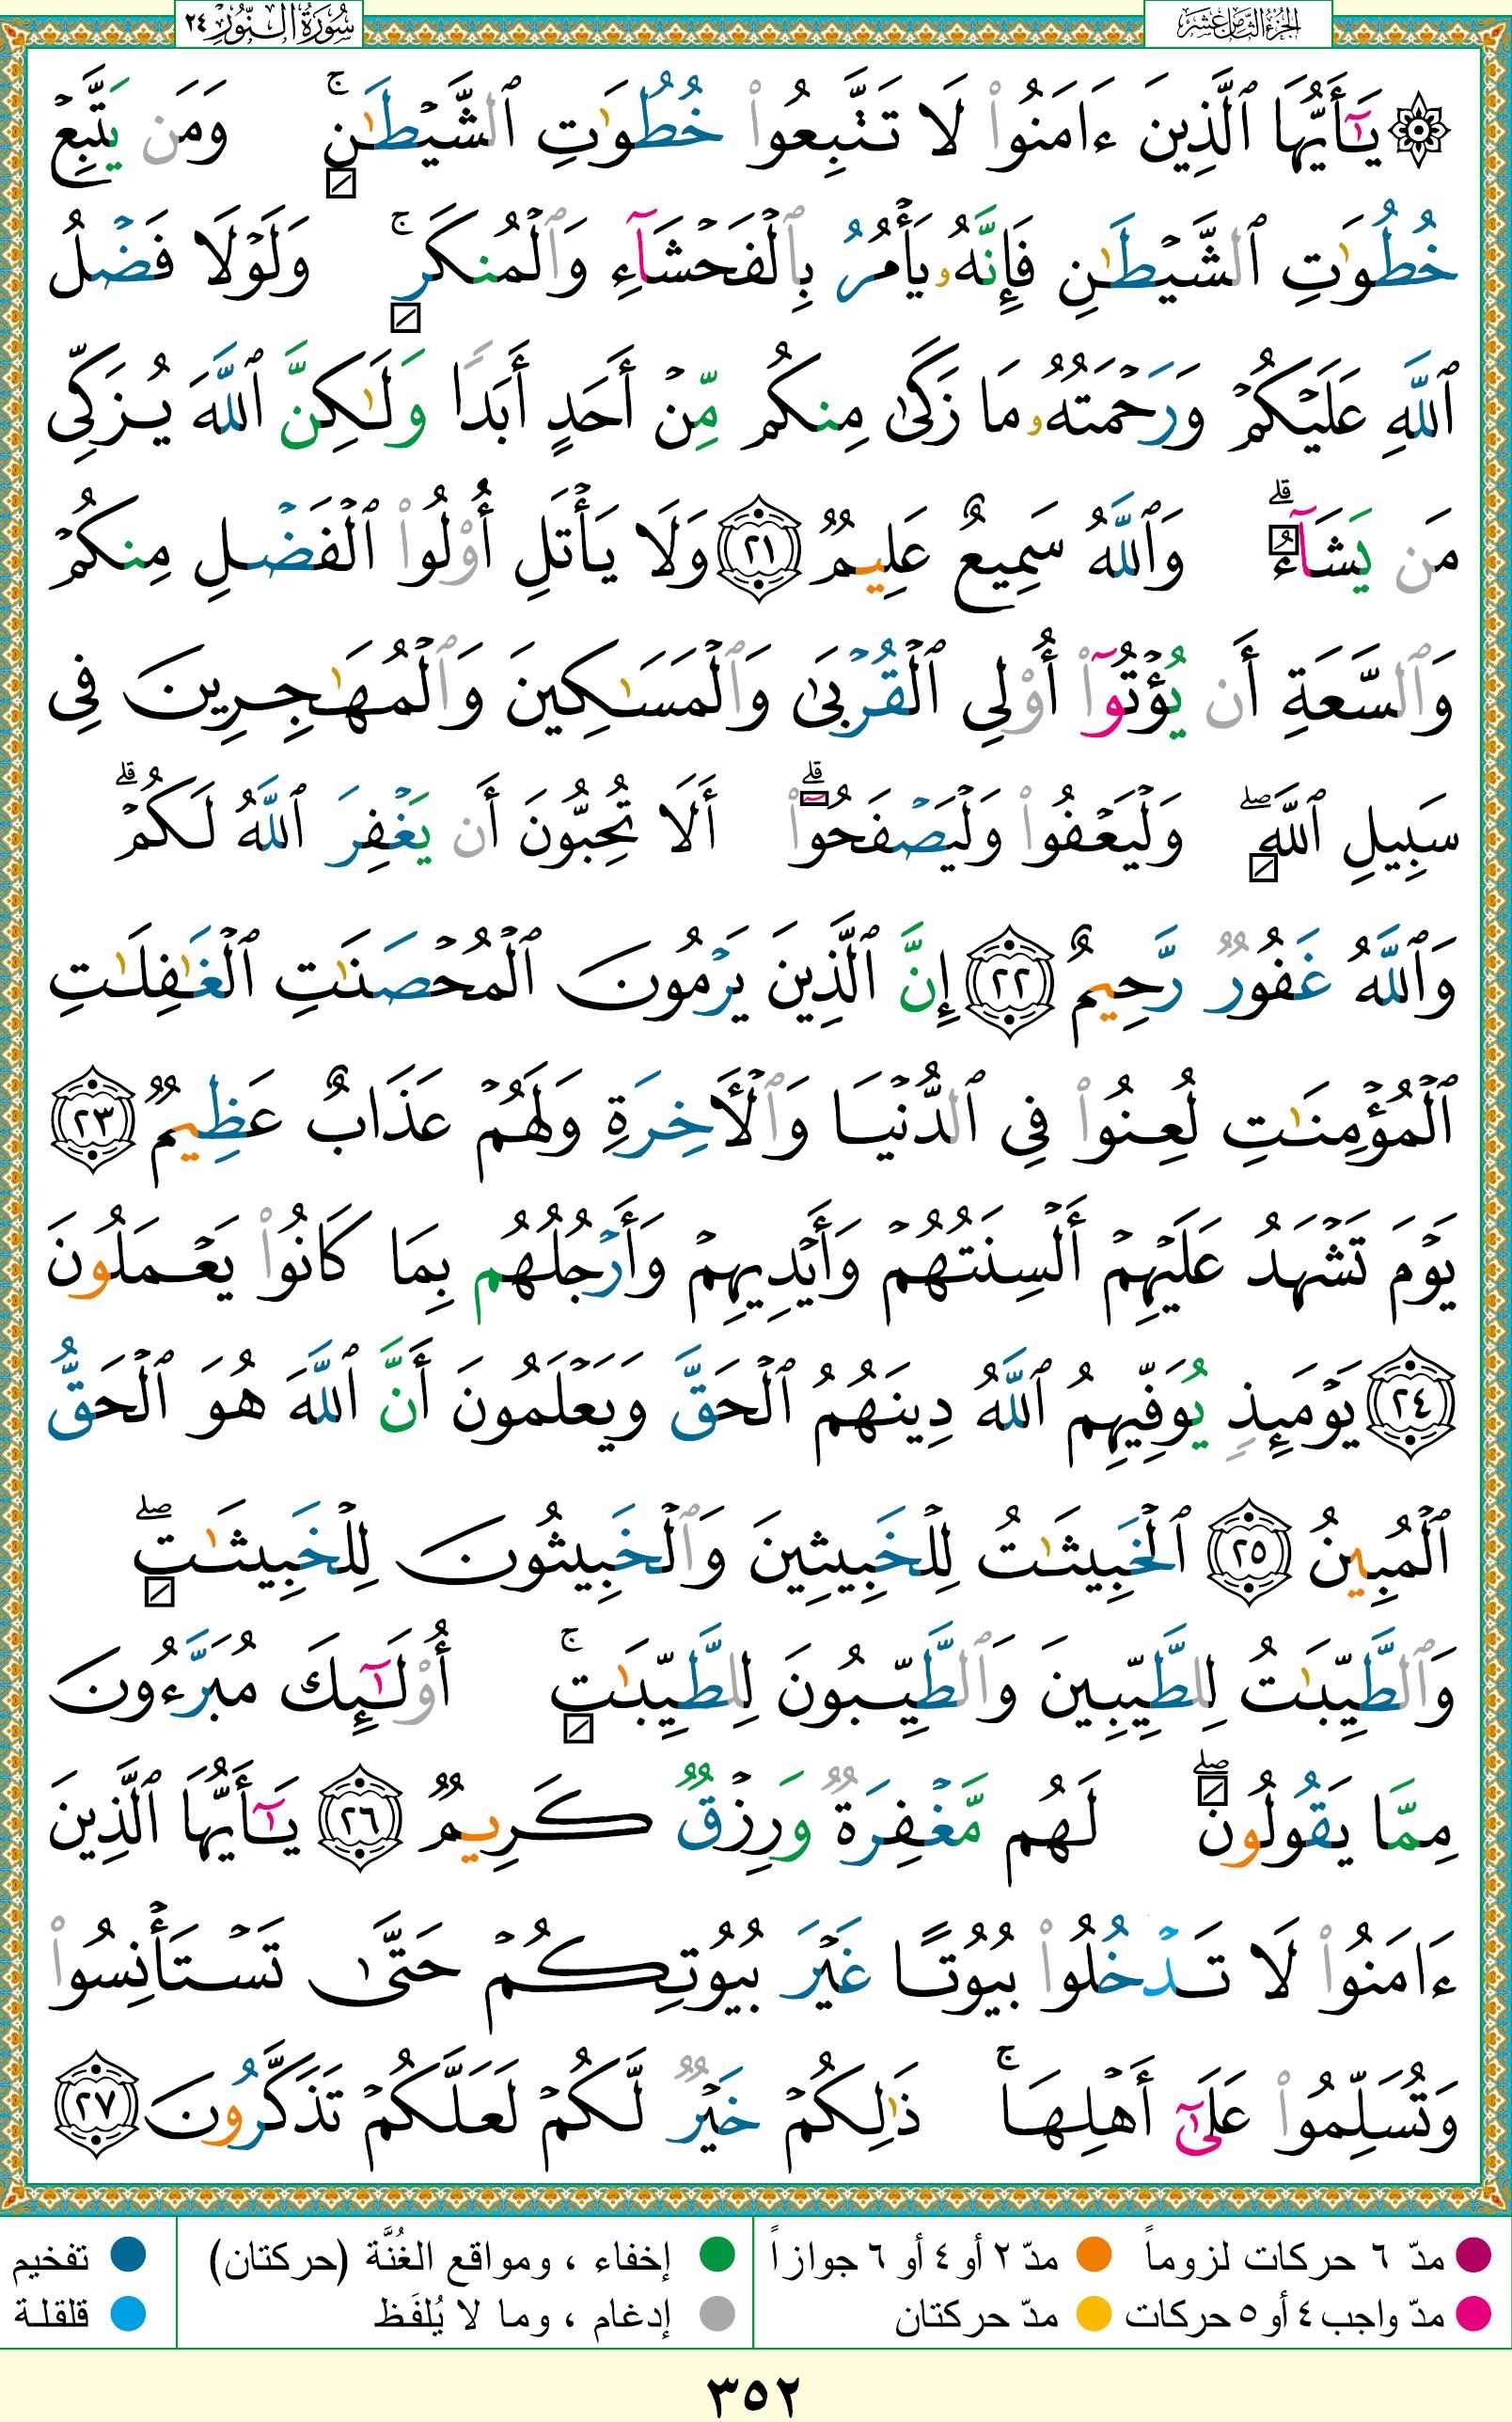 الجزء الثامن عشر
سورة النور ٢٤
۞ يَـٰٓأَيُّهَا ٱلَّذِينَ ءَامَنُوا۟ لَا تَتَّبِعُوا۟ خُطُوَٰتِ ٱلشَّيْطَـٰنِ ۚ وَمَن يَتَّبِعْ
خُطُوَٰتِ ٱلشَّيْطَـٰنِ فَإِنَّهُۥ يَأْمُرُ بِٱلْفَحْشَآءِ وَٱلْمُنكَرِ ۚ وَلَوْلَا فَضْلُ
ٱللَّهِ عَلَيْكُمْ وَرَحْمَتُهُۥ مَا زَكَىٰ مِنكُم مِّنْ أَحَدٍ أَبَدًا وَلَـٰكِنَّ ٱللَّهَ يُزَكِّى
مَن يَشَآءُ ۗ وَٱللَّهُ سَمِيعٌ عَلِيمٌ ٢١ وَلَا يَأْتَلِ أُو۟لُوا۟ ٱلْفَضْلِ مِنكُمْ
وَٱلسَّعَةِ أَن يُؤْتُوٓا۟ أُو۟لِى ٱلْقُرْبَىٰ وَٱلْمَسَـٰكِينَ وَٱلْمُهَـٰجِرِينَ فِى
سَبِيلِ ٱللَّهِ ۖ وَلْيَعْفُوا۟ وَلْيَصْفَحُوٓا۟ ۗ أَلَا تُحِبُّونَ أَن يَغْفِرَ ٱللَّهُ لَكُمْ ۗ
وَٱللَّهُ غَفُورٌ رَّحِيمٌ ٢٢ إِنَّ ٱلَّذِينَ يَرْمُونَ ٱلْمُحْصَنَـٰتِ ٱلْغَـٰفِلَـٰتِ
ٱلْمُؤْمِنَـٰتِ لُعِنُوا۟ فِى ٱلدُّنْيَا وَٱلْـَٔاخِرَةِ وَلَهُمْ عَذَابٌ عَظِيمٌ ٢٣
يَوْمَ تَشْهَدُ عَلَيْهِمْ أَلْسِنَتُهُمْ وَأَيْدِيهِمْ وَأَرْجُلُهُم بِمَا كَانُوا۟ يَعْمَلُونَ
٢٤ يَوْمَئِذٍ يُوَفِّيهِمُ ٱللَّهُ دِينَهُمُ ٱلْحَقَّ وَيَعْلَمُونَ أَنَّ ٱللَّهَ هُوَ ٱلْحَقُّ
ٱلْمُبِينُ ٢٥ ٱلْخَبِيثَـٰتُ لِلْخَبِيثِينَ وَٱلْخَبِيثُونَ لِلْخَبِيثَـٰتِ ۖ
وَٱلطَّيِّبَـٰتُ لِلطَّيِّبِينَ وَٱلطَّيِّبُونَ لِلطَّيِّبَـٰتِ ۚ أُو۟لَـٰٓئِكَ مُبَرَّءُونَ
مِمَّا يَقُولُونَ ۖ لَهُم مَّغْفِرَةٌ وَرِزْقٌ كَرِيمٌ ٢٦ يَـٰٓأَيُّهَا ٱلَّذِينَ
ءَامَنُوا۟ لَا تَدْخُلُوا۟ بُيُوتًا غَيْرَ بُيُوتِكُمْ حَتَّىٰ تَسْتَأْنِسُوا۟
وَتُسَلِّمُوا۟ عَلَىٰٓ أَهْلِهَا ۚ ذَٰلِكُمْ خَيْرٌ لَّكُمْ لَعَلَّكُمْ تَذَكَّرُونَ ٢٧
مدّ ٦ حركات لزوماً مدّ ٢ أو ٤ أو ٦ جوازاً إخفاء ، ومواقع الغُنَّة (حركتان) تفخيم
مدّ واجب ٤ أو ٥ حركات مدّ حركتان إدغام ، وما لا يُلفَظ قلقلة
٣٥٢